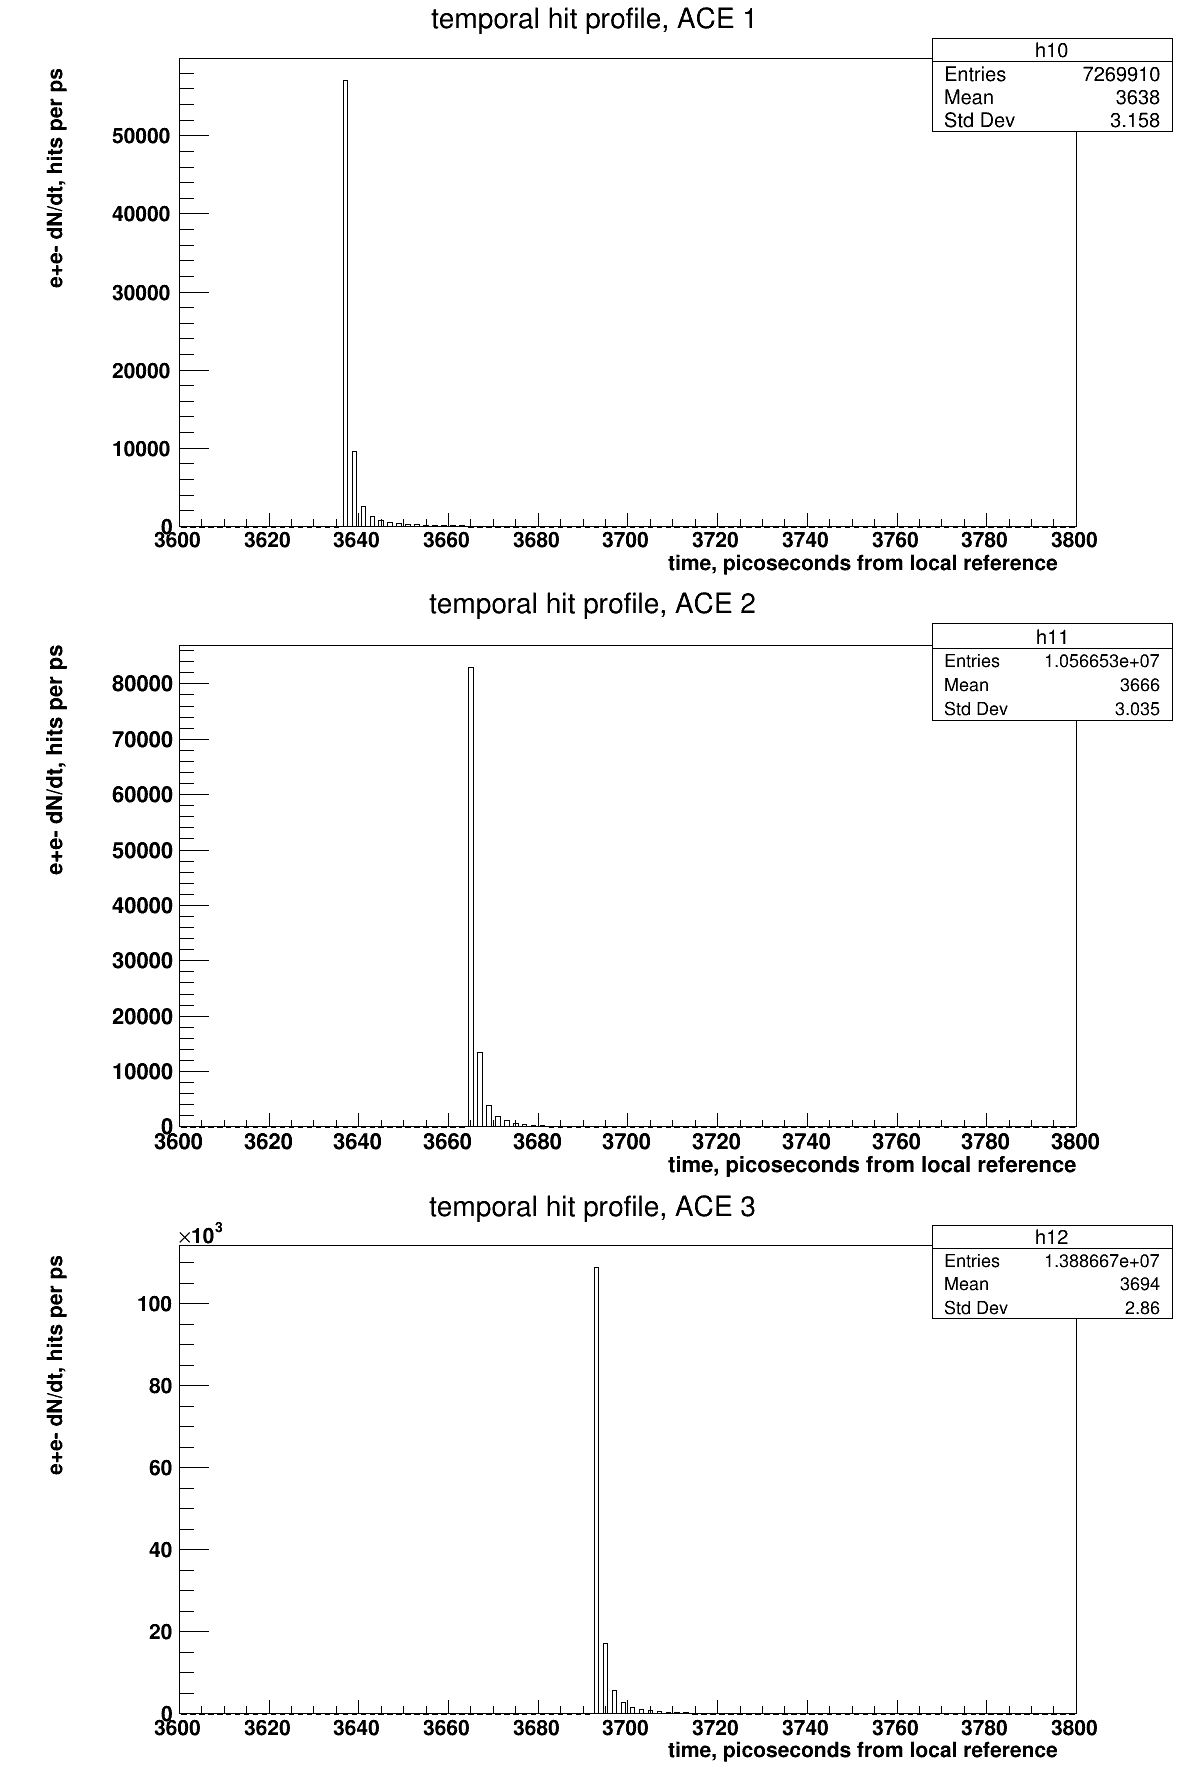 temporal hit profile, ACE 1
h10
Entries 7269910
Mean 3638
Std Dev 3.158
e+e- dN/dt, hits per ps
50000
40000
30000
20000
10000
0
3600 3620 3640 3660 3680 3700 3720 3740 3760 3780 3800
time, picoseconds from local reference
temporal hit profile, ACE 2
h11
Entries 1.056653e+07
Mean 3666
Std Dev 3.035
e+e- dN/dt, hits per ps
80000
70000
60000
50000
40000
30000
20000
10000
0
3600 3620 3640 3660 3680 3700 3720 3740 3760 3780 3800
time, picoseconds from local reference
temporal hit profile, ACE 3
×10³
h12
Entries 1.388667e+07
Mean 3694
Std Dev 2.86
e+e- dN/dt, hits per ps
100
80
60
40
20
0
3600 3620 3640 3660 3680 3700 3720 3740 3760 3780 3800
time, picoseconds from local reference